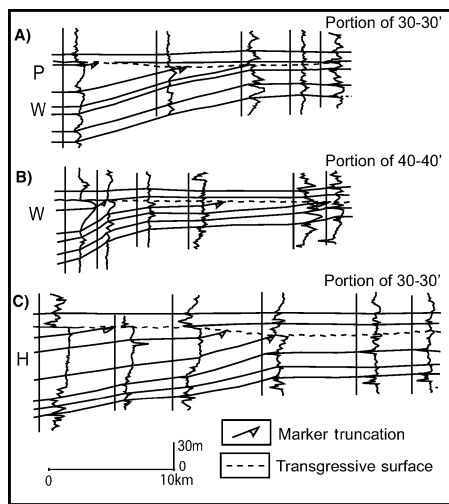 Portion of 30-30'
A)
P
W
Portion of 40-40'
B)
W
Portion of 30-30'
C)
H
30m
0
0 10km
Marker truncation
Transgressive surface